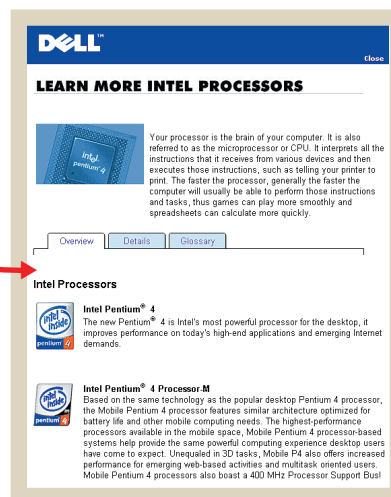 DELL™
Close
LEARN MORE INTEL PROCESSORS
intel
pentium 4
Your processor is the brain of your computer. It is also
referred to as the microprocessor or CPU. It interprets all the
instructions that it receives from various devices and then
executes those instructions, such as telling your printer to
print. The faster the processor, generally the faster the
computer will usually be able to perform those instructions
and tasks, thus games can play more smoothly and
spreadsheets can calculate more quickly.
Overview Details Glossary
Intel Processors
intel inside pentium 4
Intel Pentium® 4
The new Pentium® 4 is Intel's most powerful processor for the desktop, it
improves performance on today's high-end applications and emerging Internet
demands.
intel inside pentium 4
Intel Pentium® 4 Processor-M
Based on the same technology as the popular desktop Pentium 4 processor,
the Mobile Pentium 4 processor features similar architecture optimized for
battery life and other mobile computing needs. The highest-performance
processors available in the mobile space, Mobile Pentium 4 processor-based
systems help provide the same powerful computing experience desktop users
have come to expect. Unequaled in 3D tasks, Mobile P4 also offers increased
performance for emerging web-based activities and multitask oriented users.
Mobile Pentium 4 processors also boast a 400 MHz Processor Support Bus!